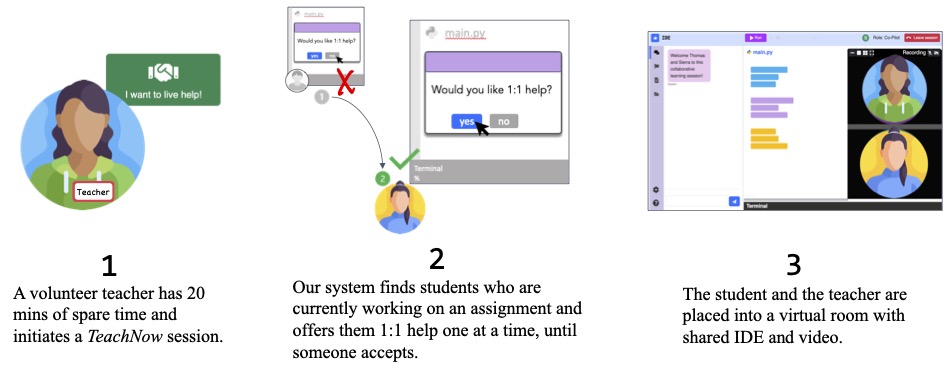 I want to live help!
Teacher
1
A volunteer teacher has 20
mins of spare time and
initiates a TeachNow session.
main.py
Would you like 1:1 help?
yes
no
1
main.py
Would you like 1:1 help?
yes
no
Terminal
%
2
2
Our system finds students who are
currently working on an assignment and
offers them 1:1 help one at a time, until
someone accepts.
IDE
Run
Role: Co-Pilot
Leave session
Welcome Thomas
and Sierra to this
collaborative
learning session!
main.py
Recording
Terminal
3
The student and the teacher are
placed into a virtual room with
shared IDE and video.